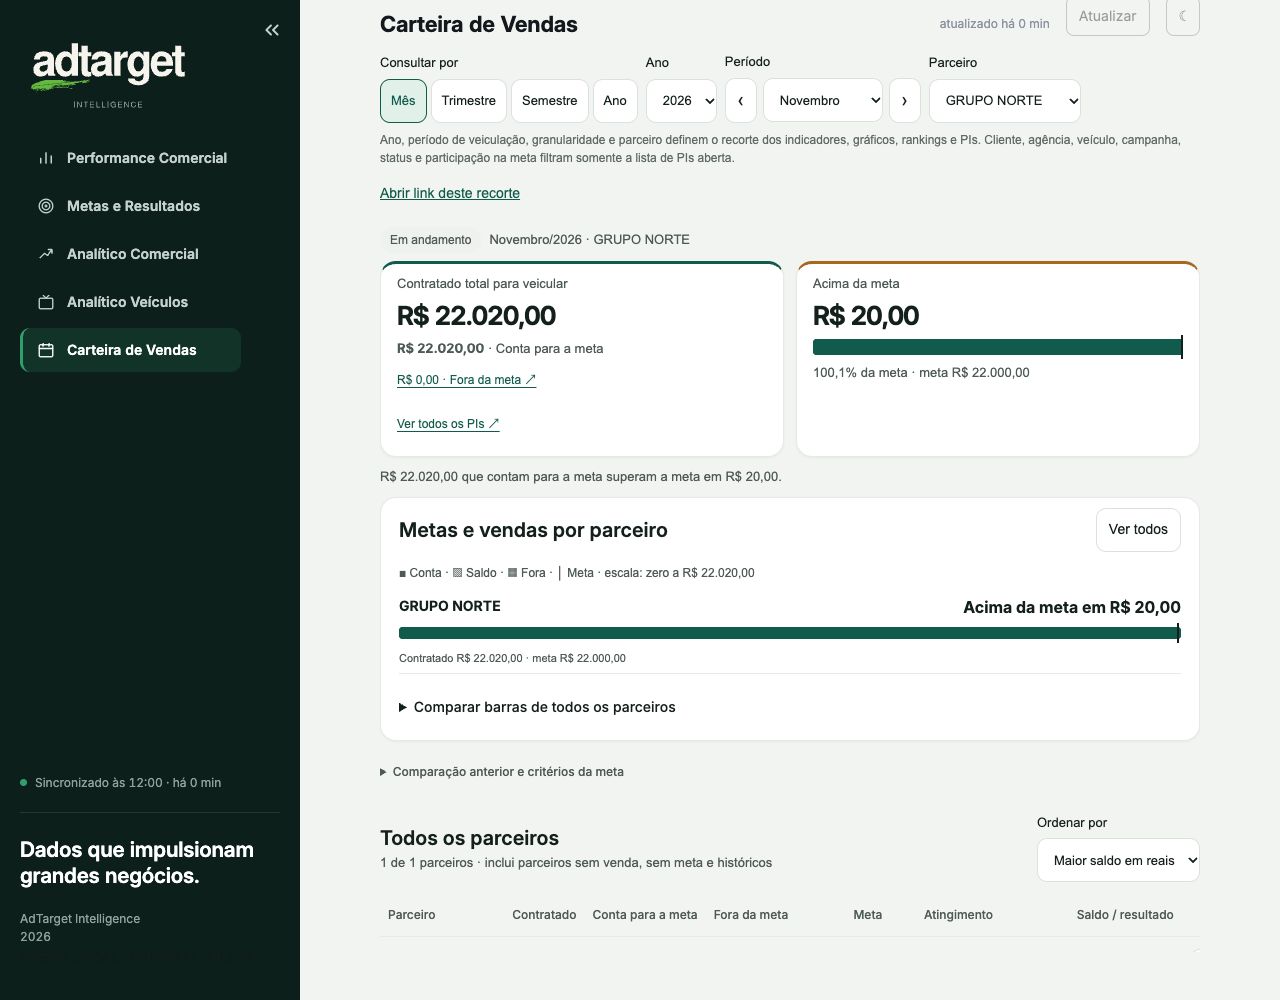 adtarget
INTELLIGENCE
Performance Comercial
Metas e Resultados
Analítico Comercial
Analítico Veículos
Carteira de Vendas
Sincronizado às 12:00 · há 0 min
Dados que impulsionam
grandes negócios.
AdTarget Intelligence
2026
Carteira de Vendas
atualizado há 0 min
Atualizar
Consultar por
Ano
Período
Parceiro
Mês
Trimestre
Semestre
Ano
2026
Novembro
GRUPO NORTE
Ano, período de veiculação, granularidade e parceiro definem o recorte dos indicadores, gráficos, rankings e PIs. Cliente, agência, veículo, campanha,
status e participação na meta filtram somente a lista de PIs aberta.
Abrir link deste recorte
Em andamento
Novembro/2026 · GRUPO NORTE
Contratado total para veicular
R$ 22.020,00
R$ 22.020,00 · Conta para a meta
R$ 0,00 · Fora da meta ↗
Ver todos os PIs ↗
Acima da meta
R$ 20,00
100,1% da meta · meta R$ 22.000,00
R$ 22.020,00 que contam para a meta superam a meta em R$ 20,00.
Metas e vendas por parceiro
Ver todos
■ Conta · ▨ Saldo · ▦ Fora · │ Meta · escala: zero a R$ 22.020,00
GRUPO NORTE
Acima da meta em R$ 20,00
Contratado R$ 22.020,00 · meta R$ 22.000,00
Comparar barras de todos os parceiros
Comparação anterior e critérios da meta
Todos os parceiros
1 de 1 parceiros · inclui parceiros sem venda, sem meta e históricos
Ordenar por
Maior saldo em reais
Parceiro
Contratado
Conta para a meta
Fora da meta
Meta
Atingimento
Saldo / resultado